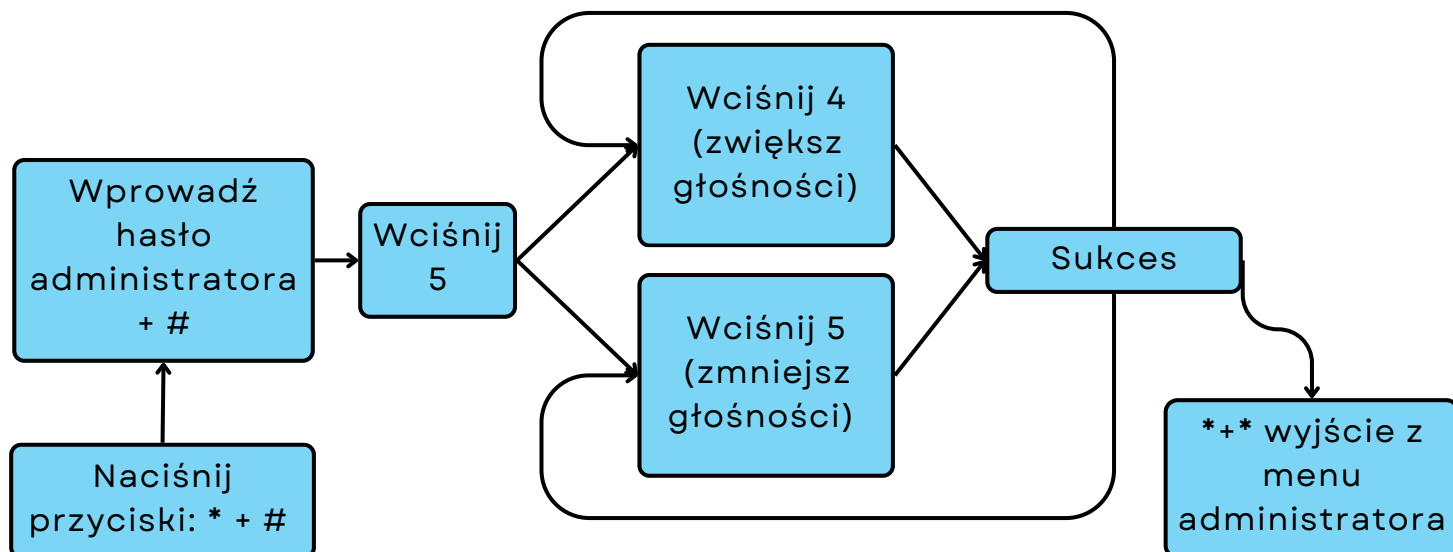 Naciśnij
przyciski: * + #
Wprowadź
hasło
administratora
+ #
Wciśnij
5
Wciśnij 4
(zwiększ
głośności)
Wciśnij 5
(zmniejsz
głośności)
Sukces
*+* wyjście z
menu
administratora